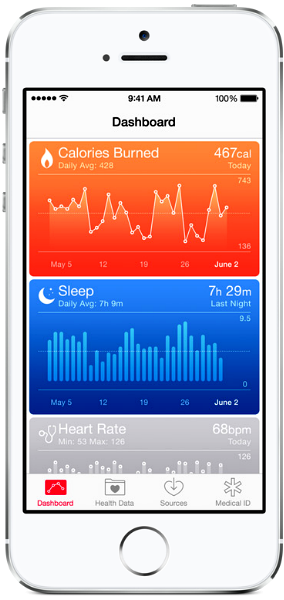 9:41 AM 100%
Dashboard
Calories Burned 467cal
Daily Avg: 428 Today
743
136
May 5 12 19 26 June 2
Sleep 7h 29m
Daily Avg: 7h 9m Last Night
9.5
0
May 5 12 19 26 June 2
Heart Rate 68bpm
Min: 53 Max: 126 Today
126
Dashboard Health Data Sources Medical ID